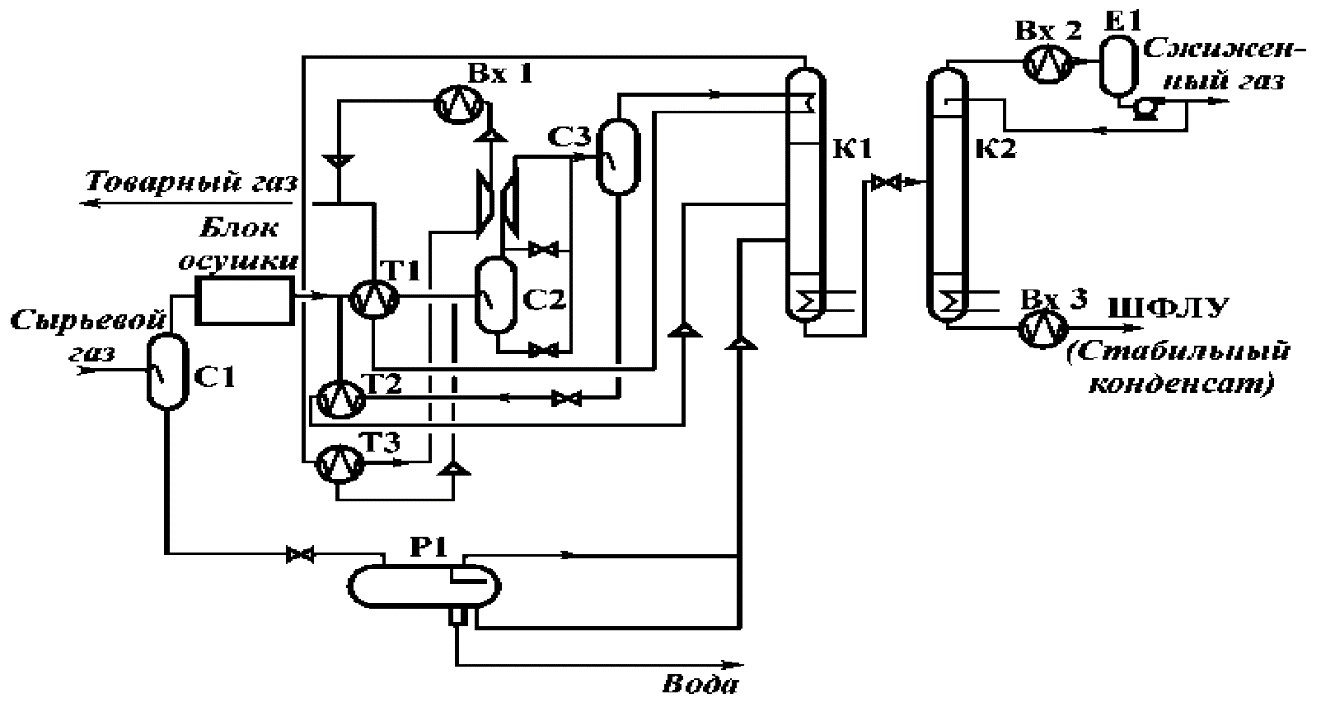 Вх 2
Е1
Сжижен-
ный газ
Вх 1
С3
К1
К2
Товарный газ
Блок
осушки
Т1
С2
Сырьевой
газ
С1
Вх 3
ШФЛУ
(Стабильный
конденсат)
Т2
Т3
Р1
Вода